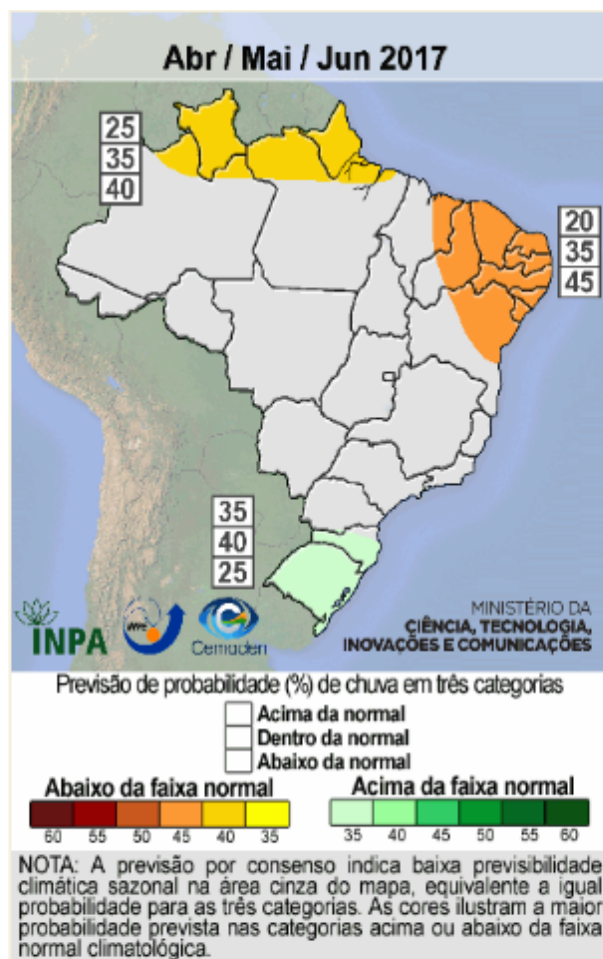 Abr / Mai / Jun 2017
25
35
40
20
35
45
35
40
25
INPA
Cemaden
MINISTÉRIO DA
CIÊNCIA, TECNOLOGIA,
INOVAÇÕES E COMUNICAÇÕES
Previsão de probabilidade (%) de chuva em três categorias
Acima da normal
Dentro da normal
Abaixo da normal
Abaixo da faixa normal
60 55 50 45 40 35
Acima da faixa normal
35 40 45 50 55 60
NOTA: A previsão por consenso indica baixa previsibilidade
climática sazonal na área cinza do mapa, equivalente a igual
probabilidade para as três categorias. As cores ilustram a maior
probabilidade prevista nas categorias acima ou abaixo da faixa
normal climatológica.